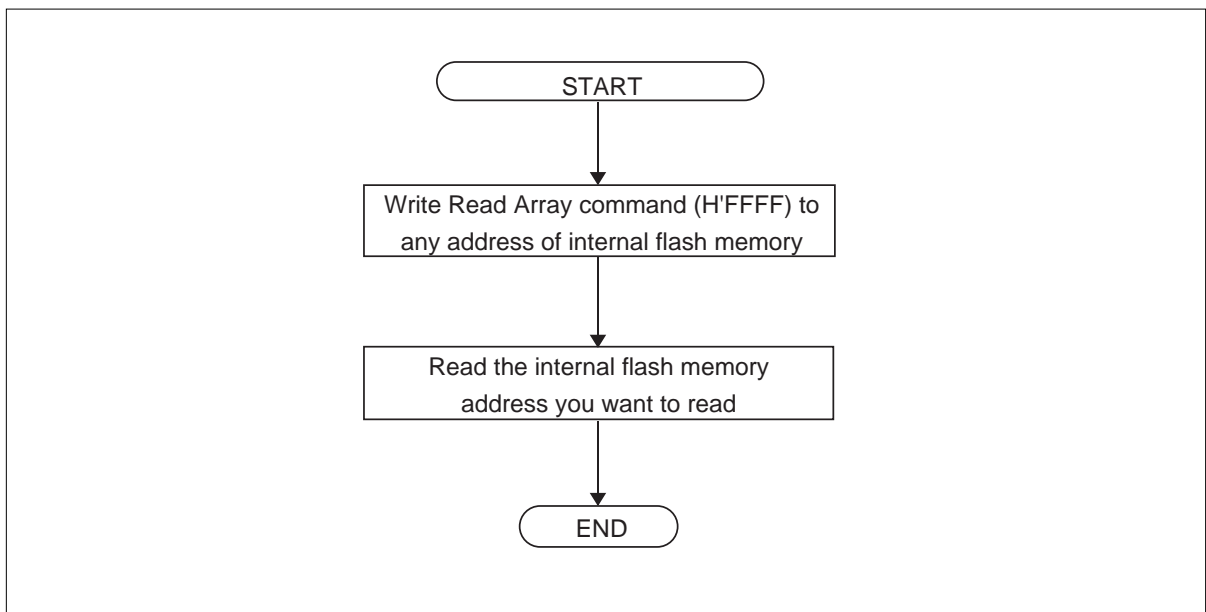 START
Write Read Array command (H'FFFF) to
any address of internal flash memory
Read the internal flash memory
address you want to read
END